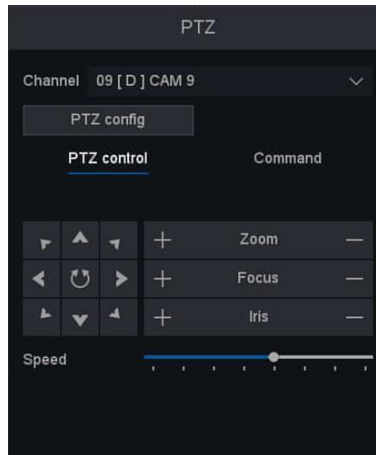 PTZ
Channel 09 [ D ] CAM 9
PTZ config
PTZ control Command
Zoom
Focus
Iris
Speed